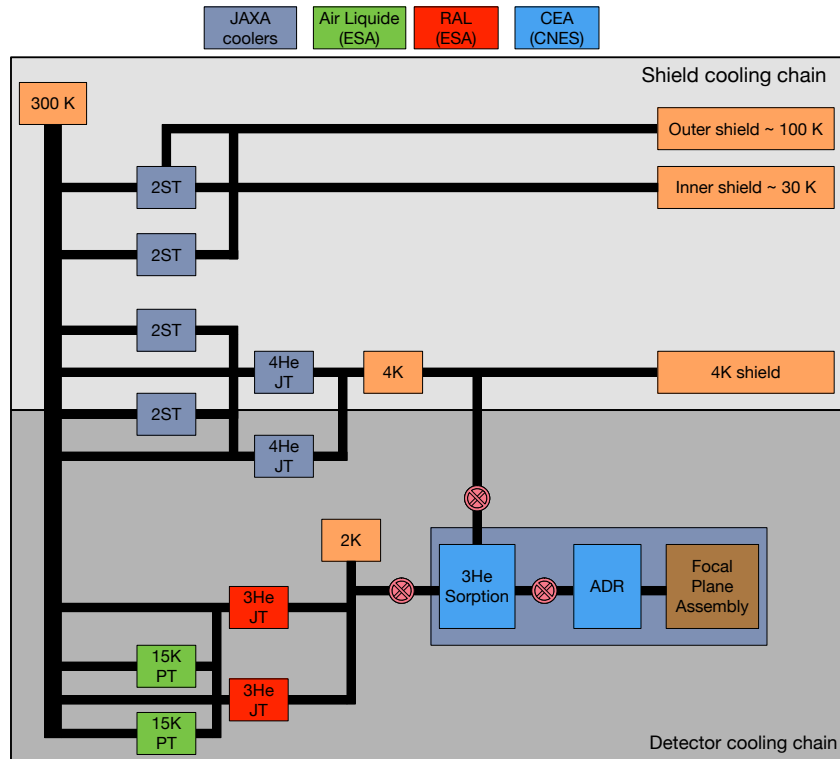 JAXA
coolers
Air Liquide
(ESA)
RAL
(ESA)
CEA
(CNES)
Shield cooling chain
300 K
Outer shield ~ 100 K
2ST
Inner shield ~ 30 K
2ST
2ST
4He
JT
4K
4K shield
2ST
4He
JT
2K
3He
Sorption
ADR
Focal
Plane
Assembly
3He
JT
15K
PT
3He
JT
15K
PT
Detector cooling chain